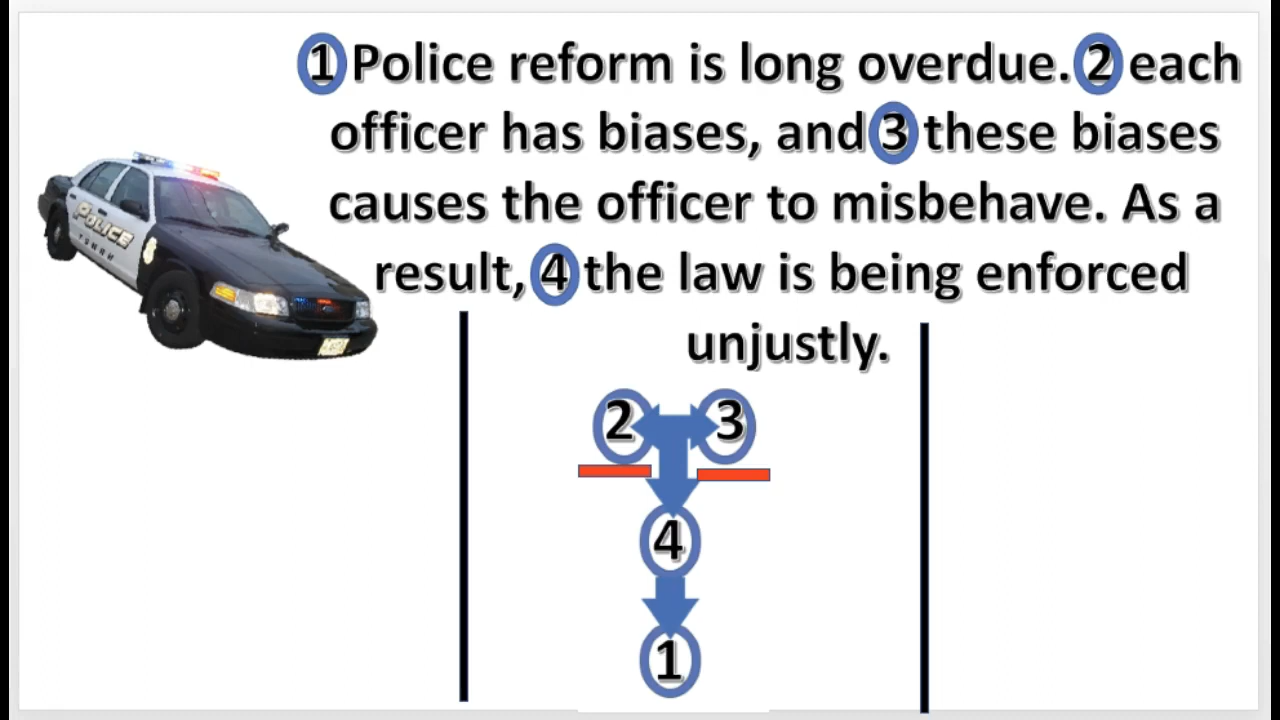 1 Police reform is long overdue. 2 each
officer has biases, and 3 these biases
causes the officer to misbehave. As a
result, 4 the law is being enforced
unjustly.
POLICE
2 3
4
1